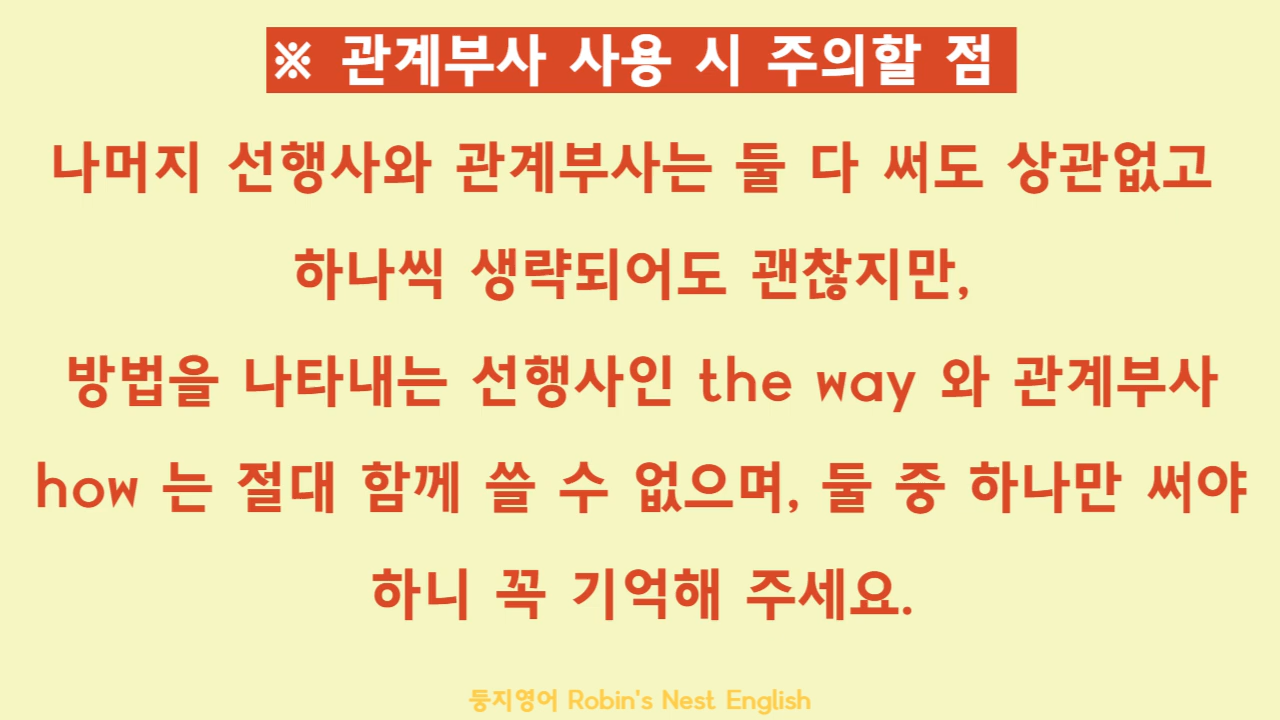 ※ 관계부사 사용 시 주의할 점
나머지 선행사와 관계부사는 둘 다 써도 상관없고
하나씩 생략되어도 괜찮지만,
방법을 나타내는 선행사인 the way 와 관계부사
how 는 절대 함께 쓸 수 없으며, 둘 중 하나만 써야
하니 꼭 기억해 주세요.
둥지영어 Robin's Nest English